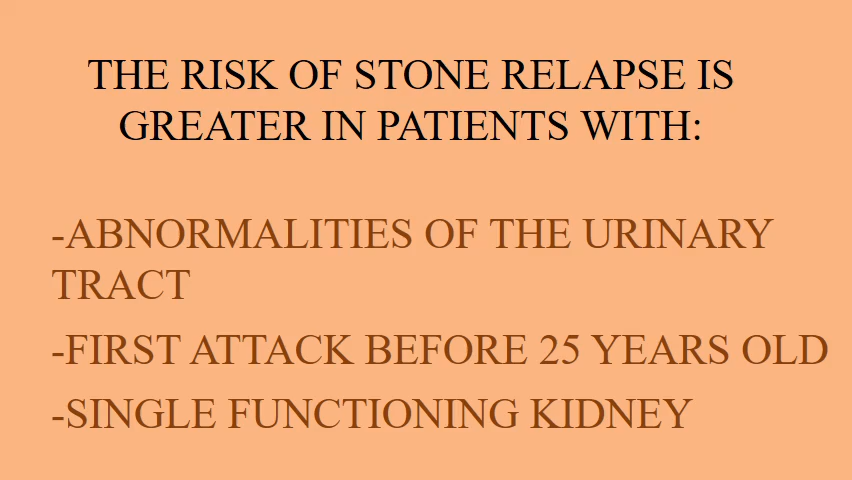 THE RISK OF STONE RELAPSE IS
GREATER IN PATIENTS WITH:
-ABNORMALITIES OF THE URINARY
TRACT
-FIRST ATTACK BEFORE 25 YEARS OLD
-SINGLE FUNCTIONING KIDNEY